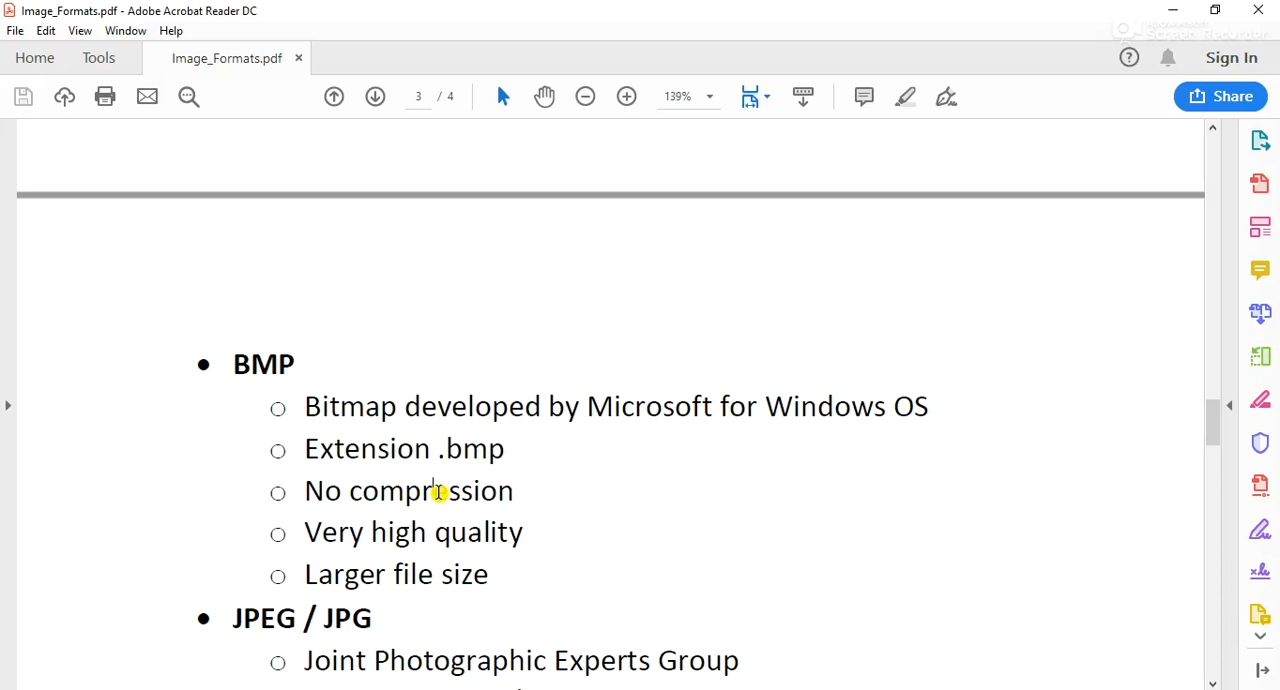 Image_Formats.pdf - Adobe Acrobat Reader DC
File Edit View Window Help
Screen Recorder
Home Tools Image_Formats.pdf × Sign In
3 / 4 139% Share
• BMP
○ Bitmap developed by Microsoft for Windows OS
○ Extension .bmp
○ No compression
○ Very high quality
○ Larger file size
• JPEG / JPG
○ Joint Photographic Experts Group